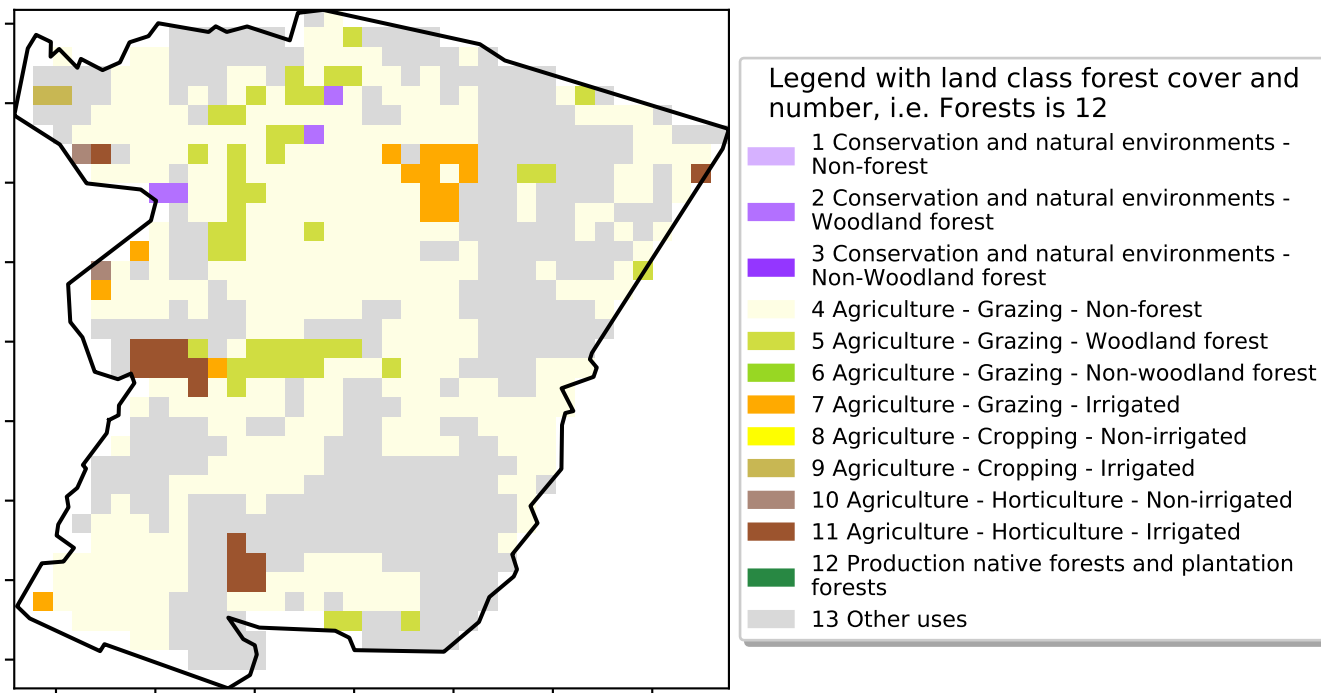 Legend with land class forest cover and
number, i.e. Forests is 12
1 Conservation and natural environments -
Non-forest
2 Conservation and natural environments -
Woodland forest
3 Conservation and natural environments -
Non-Woodland forest
4 Agriculture - Grazing - Non-forest
5 Agriculture - Grazing - Woodland forest
6 Agriculture - Grazing - Non-woodland forest
7 Agriculture - Grazing - Irrigated
8 Agriculture - Cropping - Non-irrigated
9 Agriculture - Cropping - Irrigated
10 Agriculture - Horticulture - Non-irrigated
11 Agriculture - Horticulture - Irrigated
12 Production native forests and plantation
forests
13 Other uses